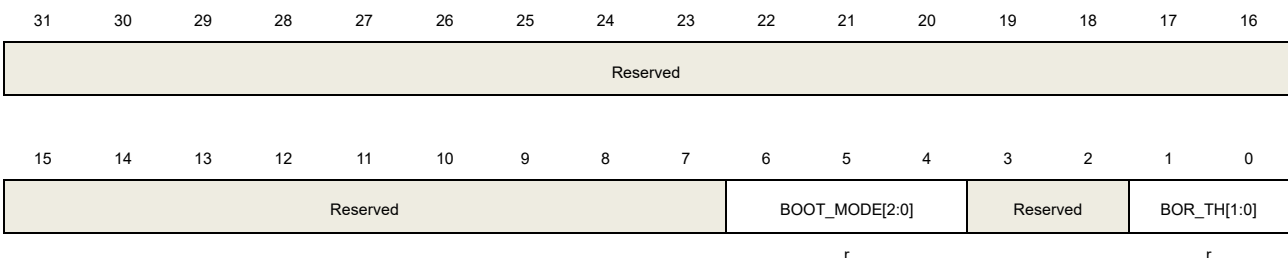 31 30 29 28 27 26 25 24 23 22 21 20 19 18 17 16
Reserved
15 14 13 12 11 10 9 8 7 6 5 4 3 2 1 0
Reserved BOOT_MODE[2:0] Reserved BOR_TH[1:0]
r r